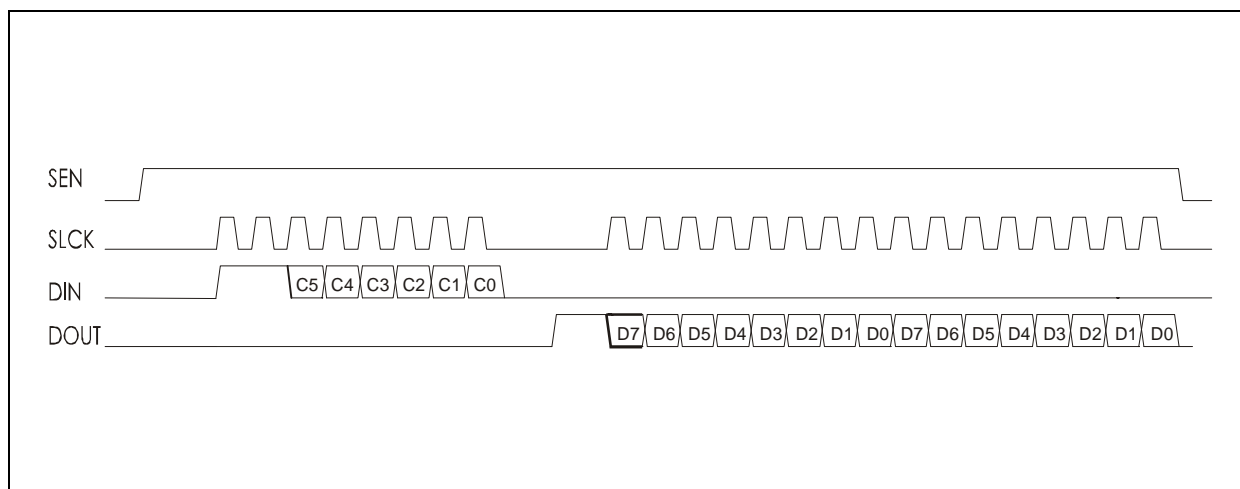 SEN
SLCK
DIN C5 C4 C3 C2 C1 C0
DOUT D7 D6 D5 D4 D3 D2 D1 D0 D7 D6 D5 D4 D3 D2 D1 D0